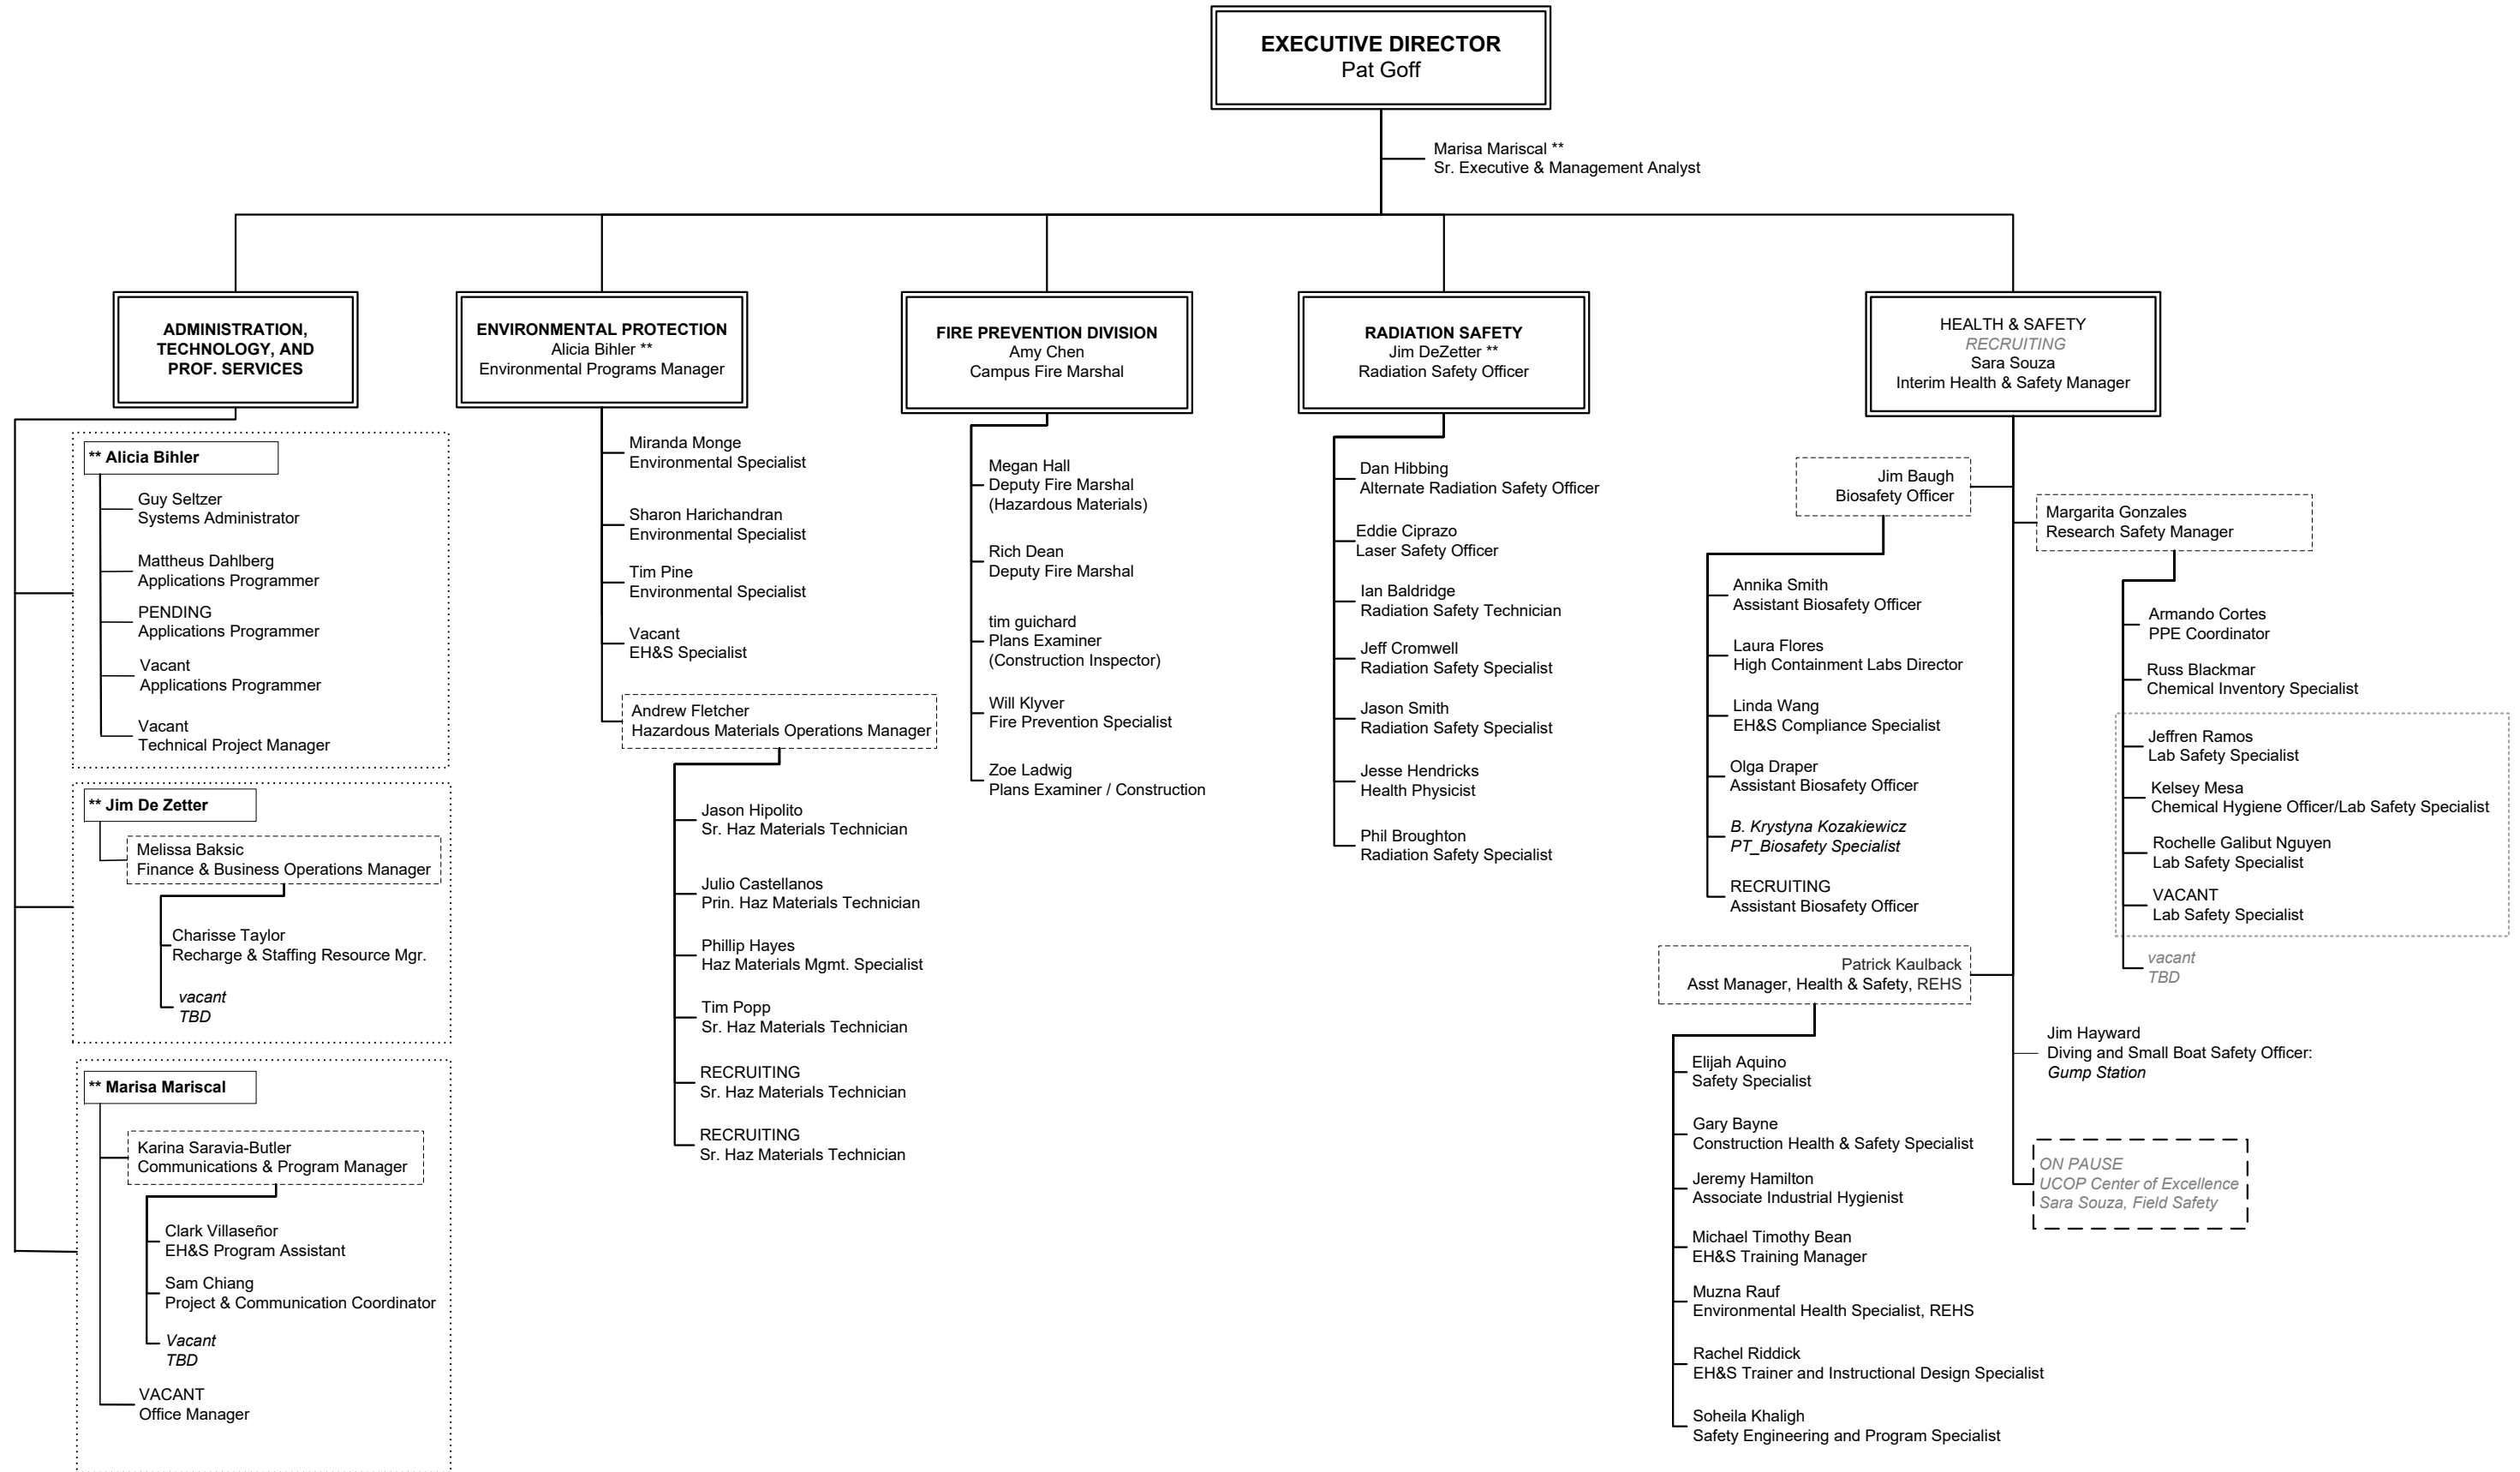 EXECUTIVE DIRECTOR
Pat Goff
Marisa Mariscal **
Sr. Executive & Management Analyst
ADMINISTRATION,
TECHNOLOGY, AND
PROF. SERVICES
** Alicia Bihler
Guy Seltzer
Systems Administrator
Mattheus Dahlberg
Applications Programmer
PENDING
Applications Programmer
Vacant
Applications Programmer
Vacant
Technical Project Manager
** Jim De Zetter
Melissa Baksic
Finance & Business Operations Manager
Charisse Taylor
Recharge & Staffing Resource Mgr.
vacant
TBD
** Marisa Mariscal
Karina Saravia-Butler
Communications & Program Manager
Clark Villaseñor
EH&S Program Assistant
Sam Chiang
Project & Communication Coordinator
Vacant
TBD
VACANT
Office Manager
ENVIRONMENTAL PROTECTION
Alicia Bihler **
Environmental Programs Manager
Miranda Monge
Environmental Specialist
Sharon Harichandran
Environmental Specialist
Tim Pine
Environmental Specialist
Vacant
EH&S Specialist
Andrew Fletcher
Hazardous Materials Operations Manager
Jason Hipolito
Sr. Haz Materials Technician
Julio Castellanos
Prin. Haz Materials Technician
Phillip Hayes
Haz Materials Mgmt. Specialist
Tim Popp
Sr. Haz Materials Technician
RECRUITING
Sr. Haz Materials Technician
RECRUITING
Sr. Haz Materials Technician
FIRE PREVENTION DIVISION
Amy Chen
Campus Fire Marshal
Megan Hall
Deputy Fire Marshal
(Hazardous Materials)
Rich Dean
Deputy Fire Marshal
tim guichard
Plans Examiner
(Construction Inspector)
Will Klyver
Fire Prevention Specialist
Zoe Ladwig
Plans Examiner / Construction
RADIATION SAFETY
Jim DeZetter **
Radiation Safety Officer
Dan Hibbing
Alternate Radiation Safety Officer
Eddie Ciprazo
Laser Safety Officer
Ian Baldridge
Radiation Safety Technician
Jeff Cromwell
Radiation Safety Specialist
Jason Smith
Radiation Safety Specialist
Jesse Hendricks
Health Physicist
Phil Broughton
Radiation Safety Specialist
HEALTH & SAFETY
RECRUITING
Sara Souza
Interim Health & Safety Manager
Jim Baugh
Biosafety Officer
Annika Smith
Assistant Biosafety Officer
Laura Flores
High Containment Labs Director
Linda Wang
EH&S Compliance Specialist
Olga Draper
Assistant Biosafety Officer
B. Krystyna Kozakiewicz
PT_Biosafety Specialist
RECRUITING
Assistant Biosafety Officer
Margarita Gonzales
Research Safety Manager
Armando Cortes
PPE Coordinator
Russ Blackmar
Chemical Inventory Specialist
Jeffren Ramos
Lab Safety Specialist
Kelsey Mesa
Chemical Hygiene Officer/Lab Safety Specialist
Rochelle Galibut Nguyen
Lab Safety Specialist
VACANT
Lab Safety Specialist
vacant
TBD
Patrick Kaulback
Asst Manager, Health & Safety, REHS
Elijah Aquino
Safety Specialist
Gary Bayne
Construction Health & Safety Specialist
Jeremy Hamilton
Associate Industrial Hygienist
Michael Timothy Bean
EH&S Training Manager
Muzna Rauf
Environmental Health Specialist, REHS
Rachel Riddick
EH&S Trainer and Instructional Design Specialist
Soheila Khaligh
Safety Engineering and Program Specialist
Jim Hayward
Diving and Small Boat Safety Officer:
Gump Station
ON PAUSE
UCOP Center of Excellence
Sara Souza, Field Safety